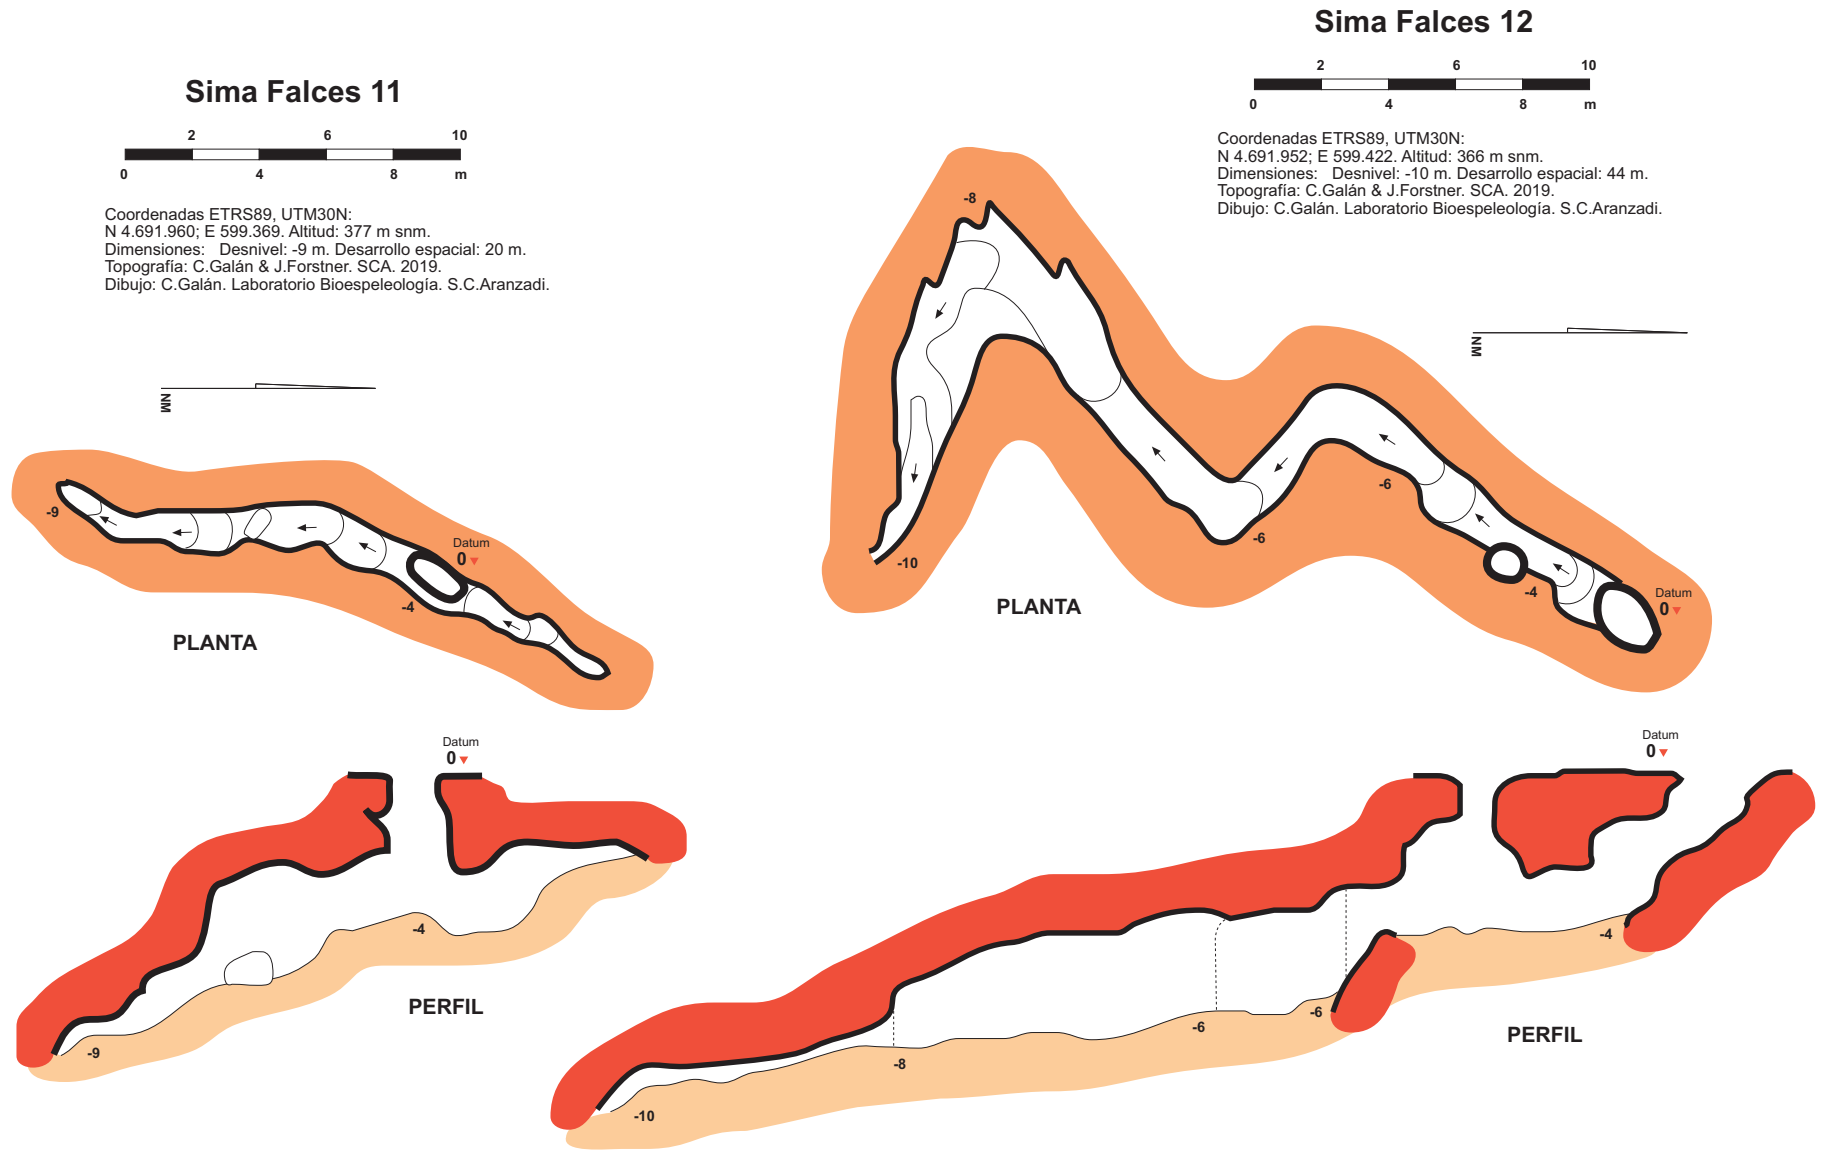 Sima Falces 11
2 6 10
0 4 8 m
Coordenadas ETRS89, UTM30N:
N 4.691.960; E 599.369. Altitud: 377 m snm.
Dimensiones: Desnivel: -9 m. Desarrollo espacial: 20 m.
Topografía: C.Galán & J.Forstner. SCA. 2019.
Dibujo: C.Galán. Laboratorio Bioespeleología. S.C.Aranzadi.
NM
-9
Datum
0
-4
PLANTA
Datum
0
-4
PERFIL
-9
Sima Falces 12
2 6 10
0 4 8 m
Coordenadas ETRS89, UTM30N:
N 4.691.952; E 599.422. Altitud: 366 m snm.
Dimensiones: Desnivel: -10 m. Desarrollo espacial: 44 m.
Topografía: C.Galán & J.Forstner. SCA. 2019.
Dibujo: C.Galán. Laboratorio Bioespeleología. S.C.Aranzadi.
-8
NM
-6
-6
-10
-4
Datum
0
PLANTA
Datum
0
-4
-6
-6
PERFIL
-8
-10